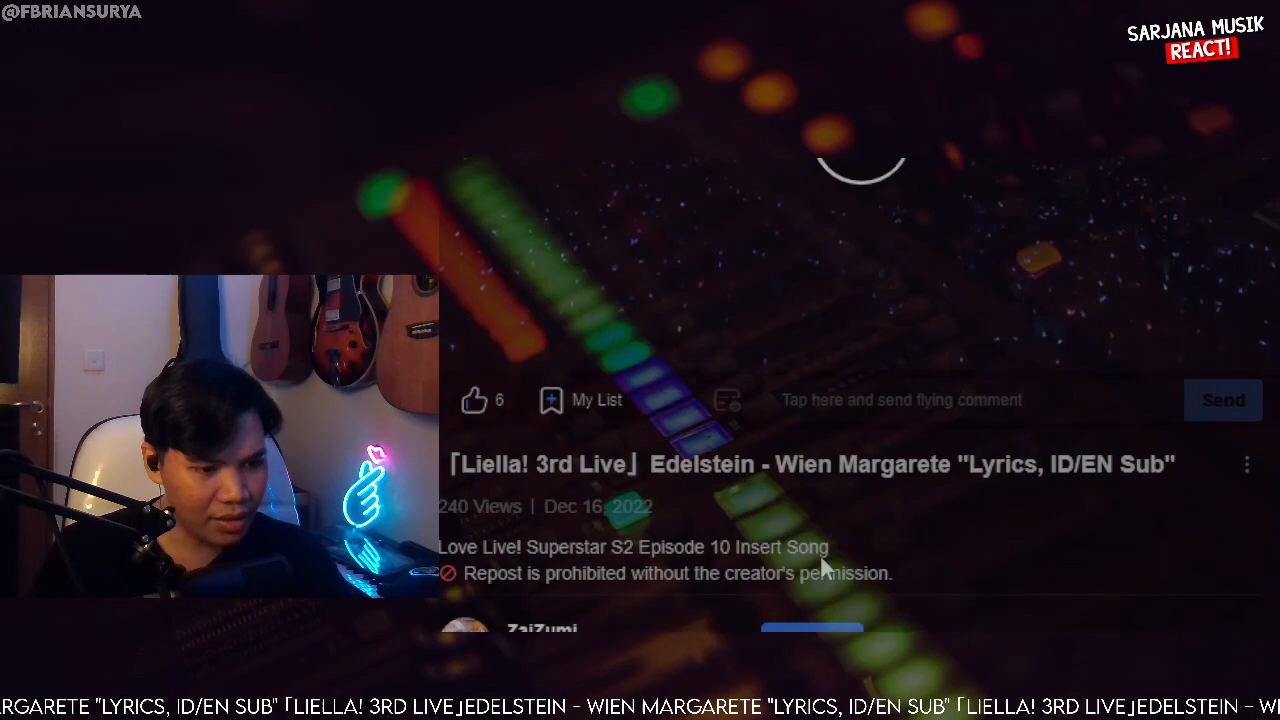 @FBRIANSURYA
SARJANA MUSIK
REACT!
6
My List
Tap here and send flying comment
Send
「Liella! 3rd Live」 Edelstein - Wien Margarete "Lyrics, ID/EN Sub"
240 Views | Dec 16, 2022
Love Live! Superstar S2 Episode 10 Insert Song
Repost is prohibited without the creator's permission.
ZaiZumi
RGARETE "LYRICS, ID/EN SUB" 「LIELLA! 3RD LIVE」EDELSTEIN - WIEN MARGARETE "LYRICS, ID/EN SUB" 「LIELLA! 3RD LIVE」EDELSTEIN - WI